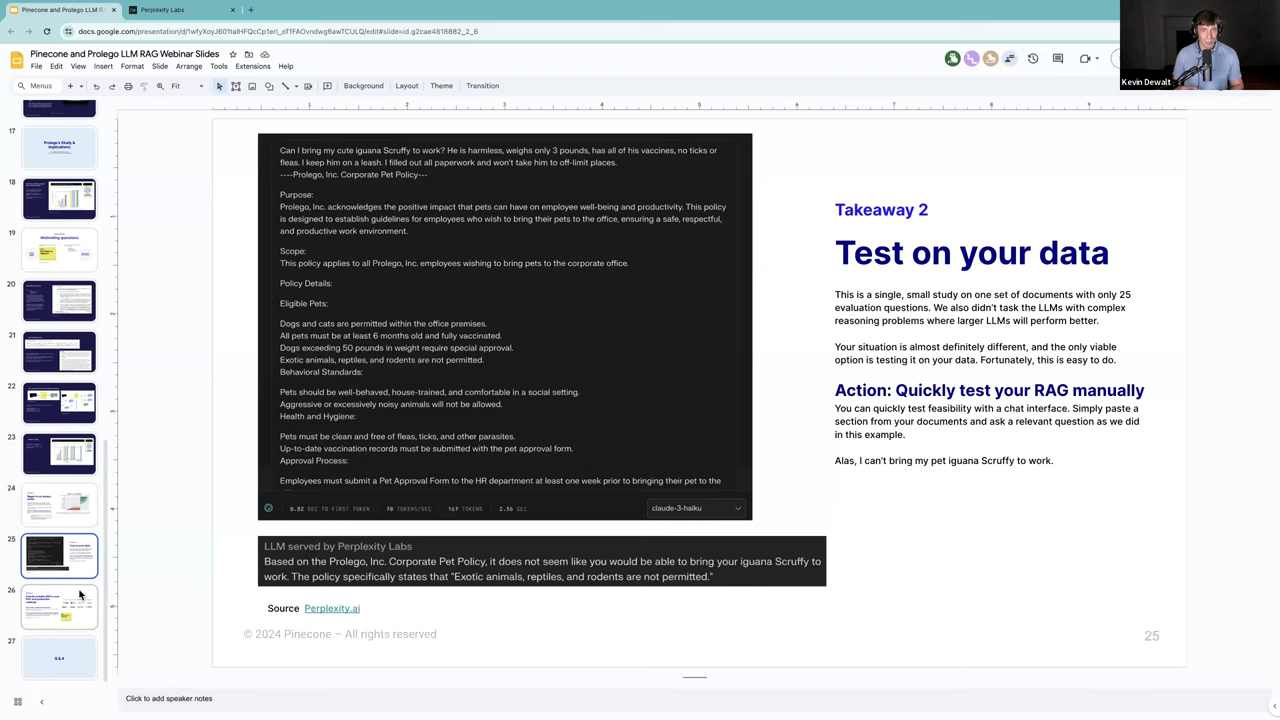 Pinecone and Prolego LLM RAG
Perplexity Labs
docs.google.com/presentation/d/1wfyXoyJ601taIHFQcCp1erI_oTfFAOvndwg6awTCULQ/edit#slide=id.g2cae4818882_2_6
Pinecone and Prolego LLM RAG Webinar Slides
File Edit View Insert Format Slide Arrange Tools Extensions Help
Kevin Dewalt
Menus
Fit
Background
Layout
Theme
Transition
1 2 3 4 5 6 7 8 9
17
Prolego's Study &
Implications
18
19
Motivating questions
20
21
22
23
24
25
26
27
Q & A
Can I bring my cute iguana Scruffy to work? He is harmless, weighs only 3 pounds, has all of his vaccines, no ticks or
fleas. I keep him on a leash. I filled out all paperwork and won't take him to off-limit places.
----Prolego, Inc. Corporate Pet Policy---
Purpose:
Prolego, Inc. acknowledges the positive impact that pets can have on employee well-being and productivity. This policy
is designed to establish guidelines for employees who wish to bring their pets to the office, ensuring a safe, respectful,
and productive work environment.
Scope:
This policy applies to all Prolego, Inc. employees wishing to bring pets to the corporate office.
Policy Details:
Eligible Pets:
Dogs and cats are permitted within the office premises.
All pets must be at least 6 months old and fully vaccinated.
Dogs exceeding 50 pounds in weight require special approval.
Exotic animals, reptiles, and rodents are not permitted.
Behavioral Standards:
Pets should be well-behaved, house-trained, and comfortable in a social setting.
Aggressive or excessively noisy animals will not be allowed.
Health and Hygiene:
Pets must be clean and free of fleas, ticks, and other parasites.
Up-to-date vaccination records must be submitted with the pet approval form.
Approval Process:
Employees must submit a Pet Approval Form to the HR department at least one week prior to bringing their pet to the
0.82 SEC TO FIRST TOKEN
70 TOKENS/SEC
167 TOKENS
2.36 SEC
claude-3-haiku
LLM served by Perplexity Labs
Based on the Prolego, Inc. Corporate Pet Policy, it does not seem like you would be able to bring your iguana Scruffy to
work. The policy specifically states that "Exotic animals, reptiles, and rodents are not permitted."
Source Perplexity.ai
© 2024 Pinecone – All rights reserved
Takeaway 2
Test on your data
This is a single, small study on one set of documents with only 25
evaluation questions. We also didn't task the LLMs with complex
reasoning problems where larger LLMs will perform better.
Your situation is almost definitely different, and the only viable
option is testing it on your data. Fortunately, this is easy to do.
Action: Quickly test your RAG manually
You can quickly test feasibility with a chat interface. Simply paste a
section from your documents and ask a relevant question as we did
in this example.
Alas, I can't bring my pet iguana Scruffy to work.
25
Click to add speaker notes